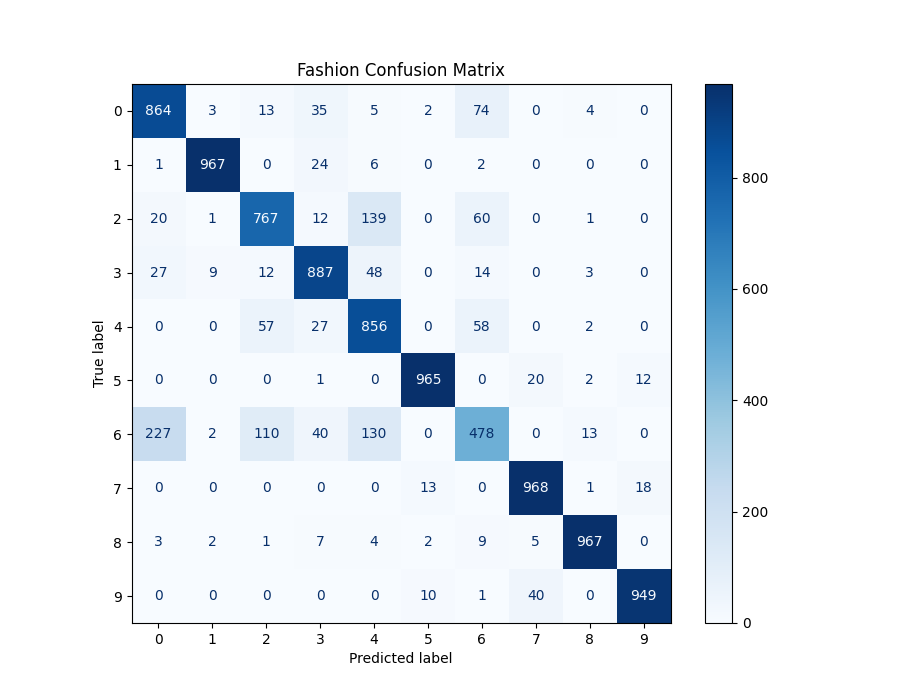 Fashion Confusion Matrix
0 864 3 13 35 5 2 74 0 4 0
1 1 967 0 24 6 0 2 0 0 0
2 20 1 767 12 139 0 60 0 1 0
3 27 9 12 887 48 0 14 0 3 0
4 0 0 57 27 856 0 58 0 2 0
5 0 0 0 1 0 965 0 20 2 12
6 227 2 110 40 130 0 478 0 13 0
7 0 0 0 0 0 13 0 968 1 18
8 3 2 1 7 4 2 9 5 967 0
9 0 0 0 0 0 10 1 40 0 949
0 1 2 3 4 5 6 7 8 9
Predicted label
True label
800
600
400
200
0